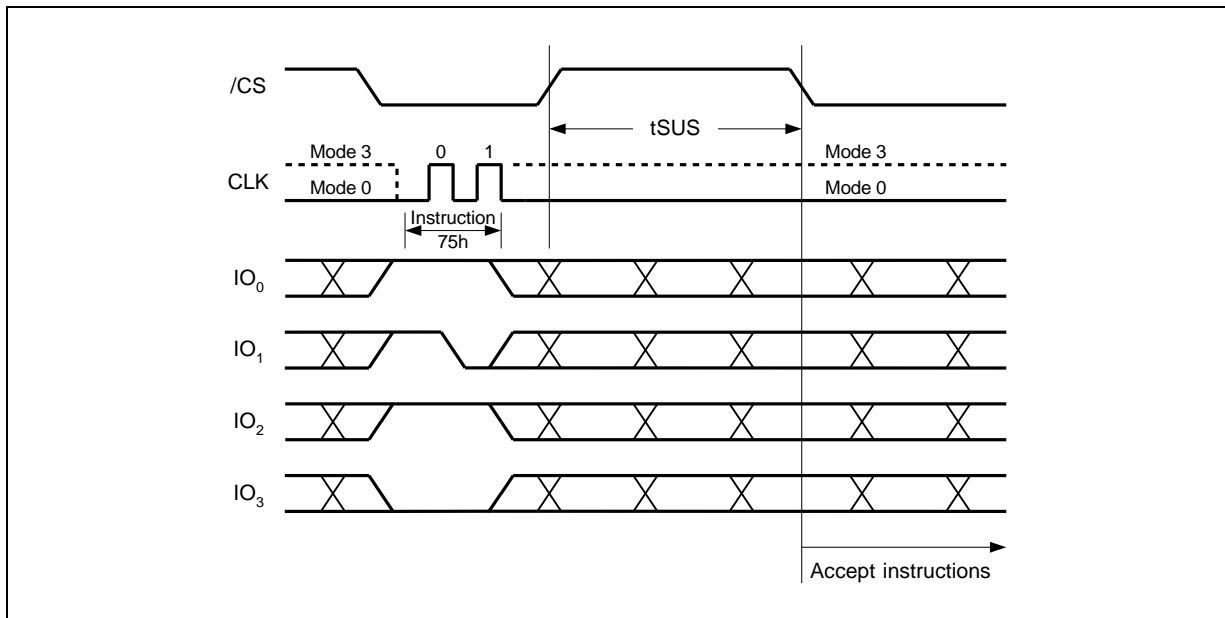 /CS
tSUS
Mode 3 0 1 Mode 3
CLK
Mode 0 Mode 0
Instruction
75h
IO0
IO1
IO2
IO3
Accept instructions